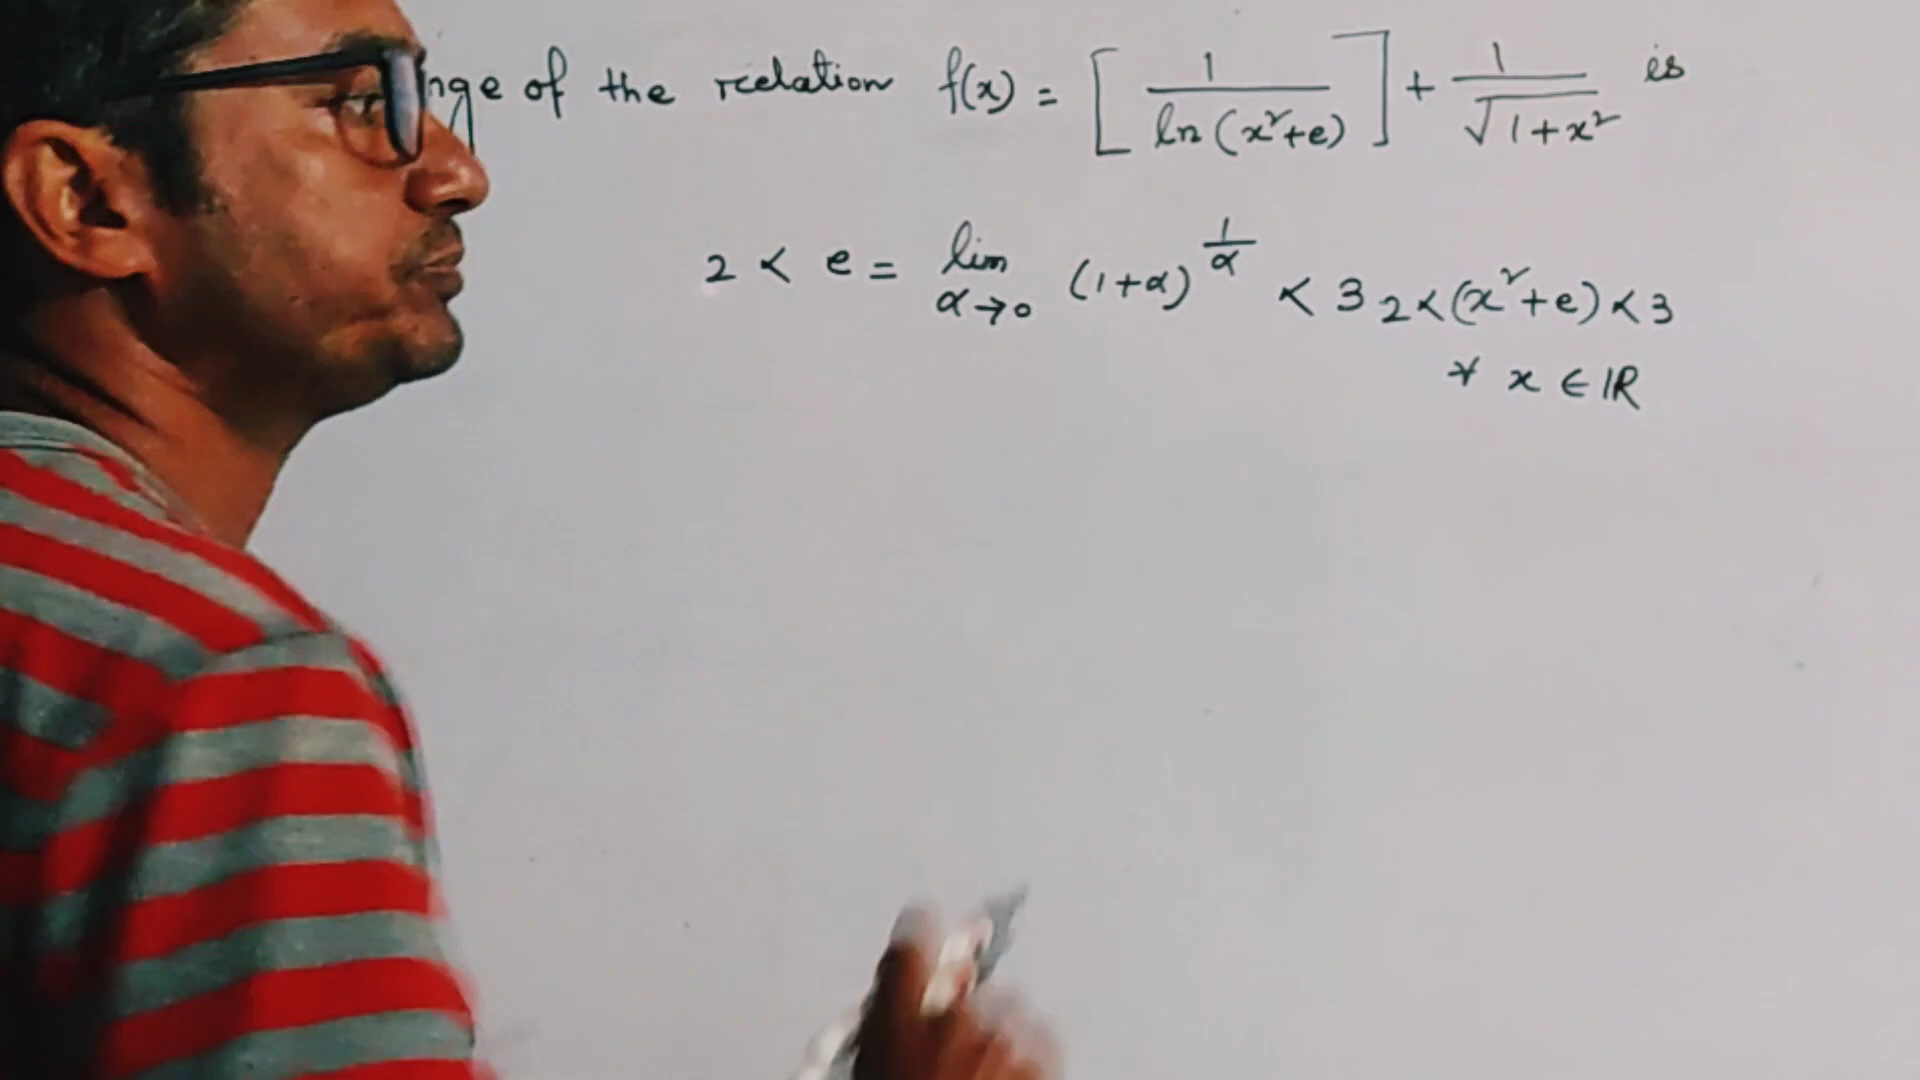 of the relation f(x) = [ 1 / ln (x²+e) ] + 1 / √1+x² is
2 < e = lim α→0 (1+α)^1/α < 3 2 < (x²+e) < 3
∀ x ∈ ℝ